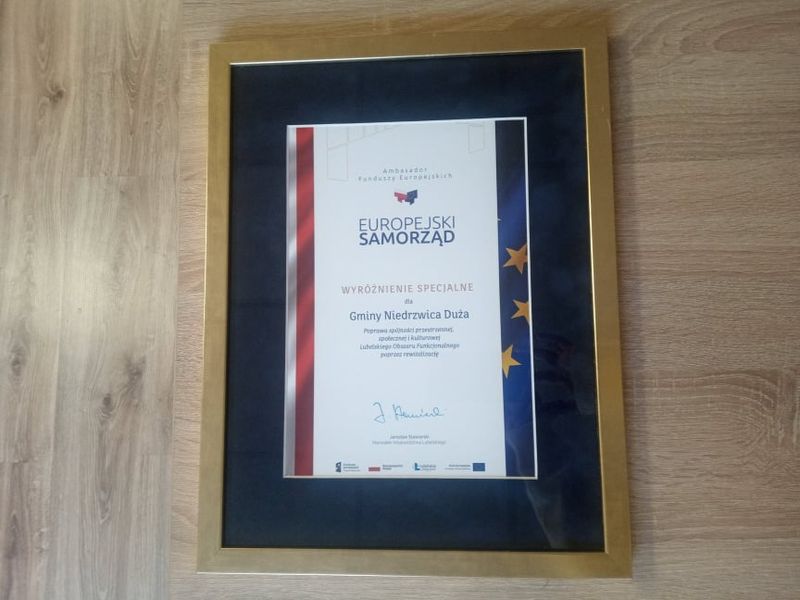 Ambasador
Funduszy Europejskich
EUROPEJSKI
SAMORZĄD
WYRÓŻNIENIE SPECJALNE
dla
Gminy Niedrzwica Duża
Poprawa spójności przestrzennej,
społecznej i kulturowej
Lubelskiego Obszaru Funkcjonalnego
poprzez rewitalizację
Jarosław Stawiarski
Marszałek Województwa Lubelskiego